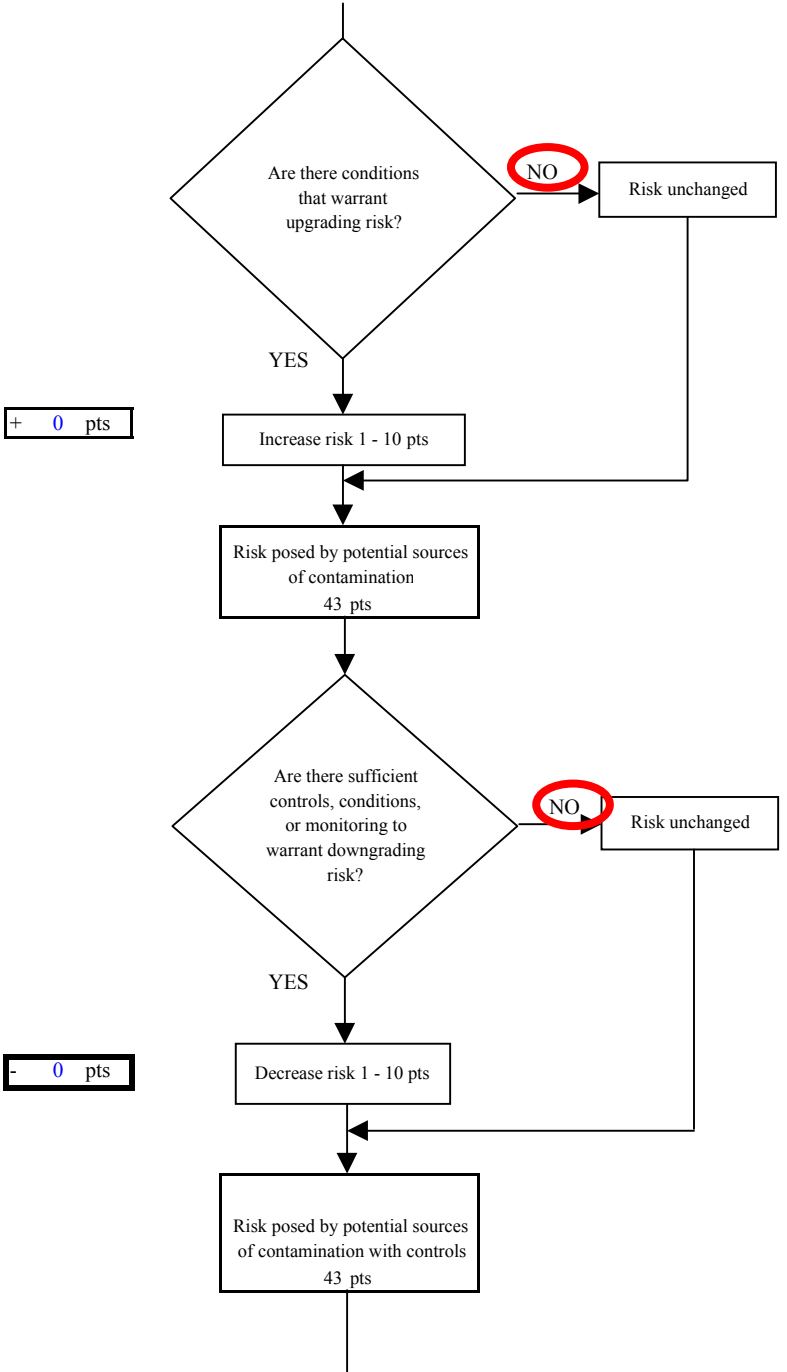 Are there conditions
that warrant
upgrading risk?
NO
Risk unchanged
YES
+ 0 pts
Increase risk 1 - 10 pts
Risk posed by potential sources
of contamination
43 pts
Are there sufficient
controls, conditions,
or monitoring to
warrant downgrading
risk?
NO
Risk unchanged
YES
- 0 pts
Decrease risk 1 - 10 pts
Risk posed by potential sources
of contamination with controls
43 pts